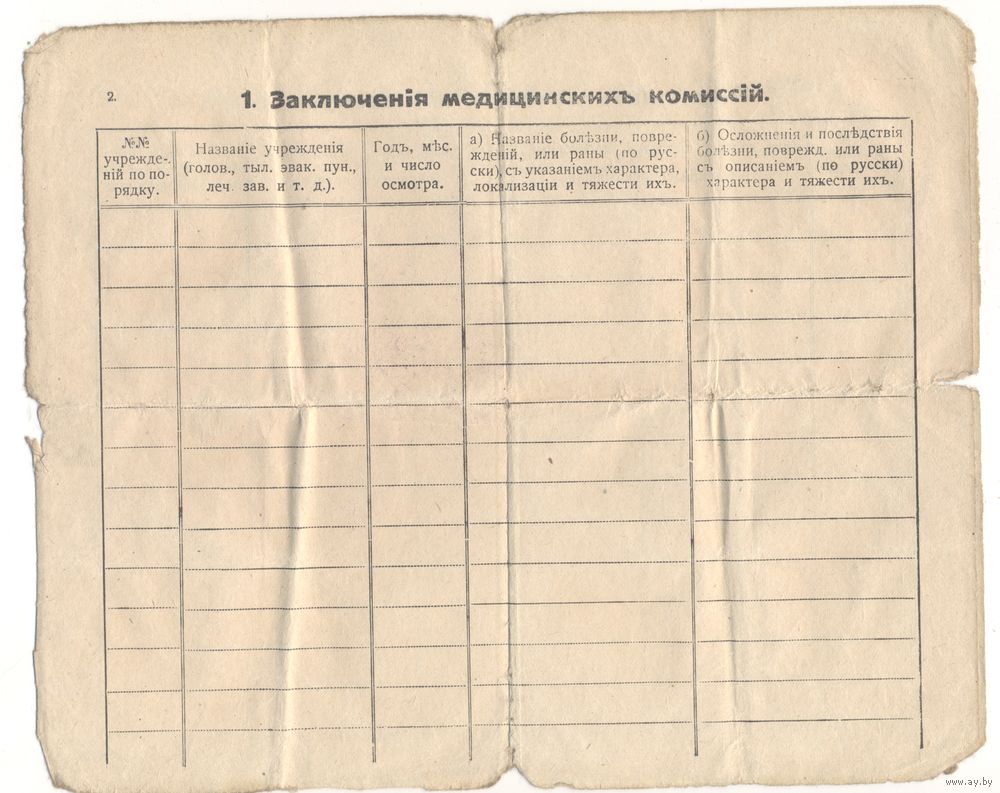 2.
1. Заключенія медицинскихъ комиссій.
№№
учрежде-
ній по по-
рядку.
Названіе учрежденія
(голов., тыл. эвак. пун.,
леч. зав. и т. д.).
Годъ, мѣс.
и число
осмотра.
а) Названіе болѣзни, повре-
жденій, или раны (по рус-
ски), съ указаніемъ характера,
локализаціи и тяжести ихъ.
б) Осложненія и послѣдствія
болѣзни, поврежд. или раны
съ описаніемъ (по русски)
характера и тяжести ихъ.
www.ay.by